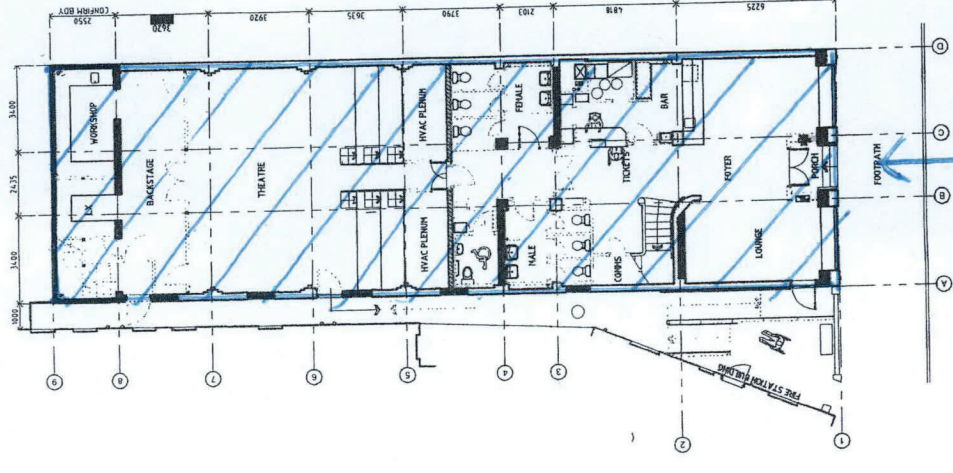 CONFIRM BDY
2550
3620
3920
3635
3790
2103
4818
6225
3400
2435
3400
1000
D
C
B
A
WORKSHOP
LX
BACKSTAGE
THEATRE
HVAC PLENUM
HVAC PLENUM
FEMALE
MALE
BAR
TICKETS
COMMS
FOYER
LOUNGE
PORCH
FOOTPATH
FIRE STATION BUILDING
9
8
7
6
5
4
3
2
1